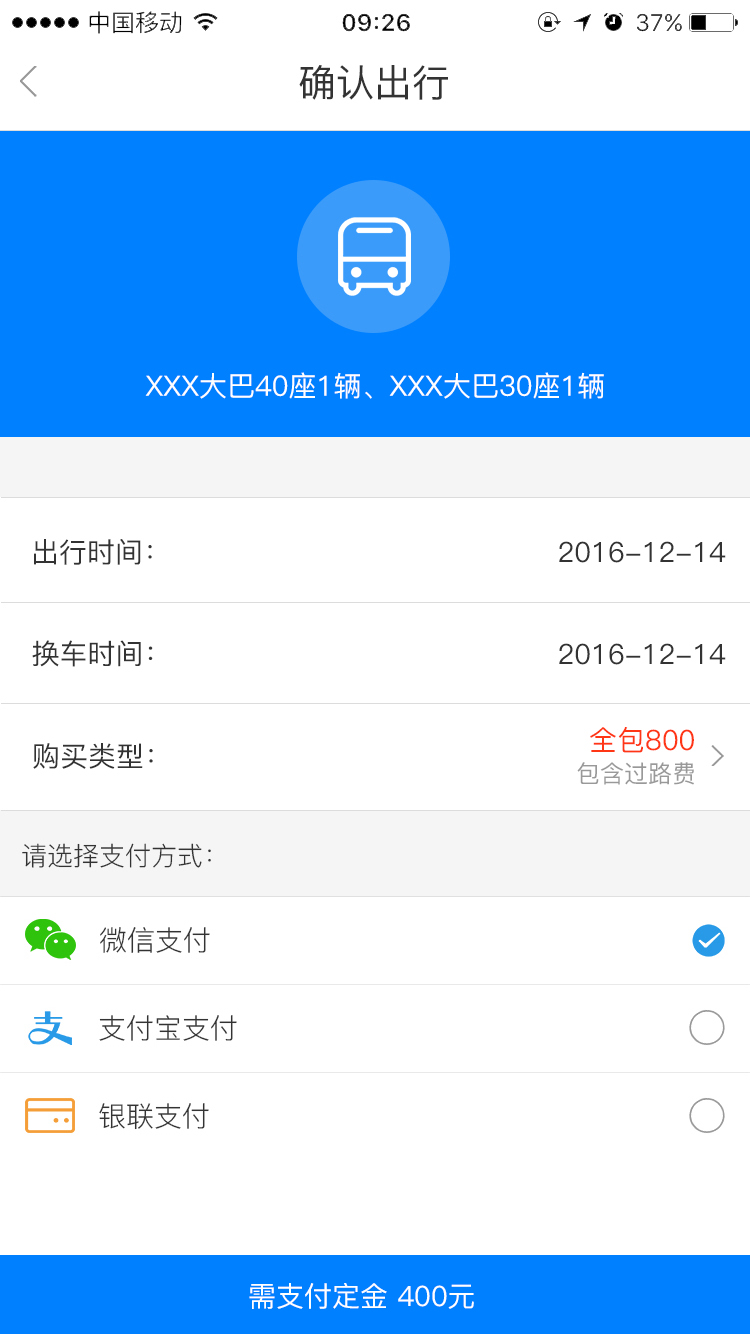 中国移动
09:26
37%
确认出行
XXX大巴40座1辆、XXX大巴30座1辆
出行时间：
2016-12-14
换车时间：
2016-12-14
购买类型：
全包800
包含过路费
请选择支付方式：
微信支付
支 支付宝支付
银联支付
需支付定金 400元